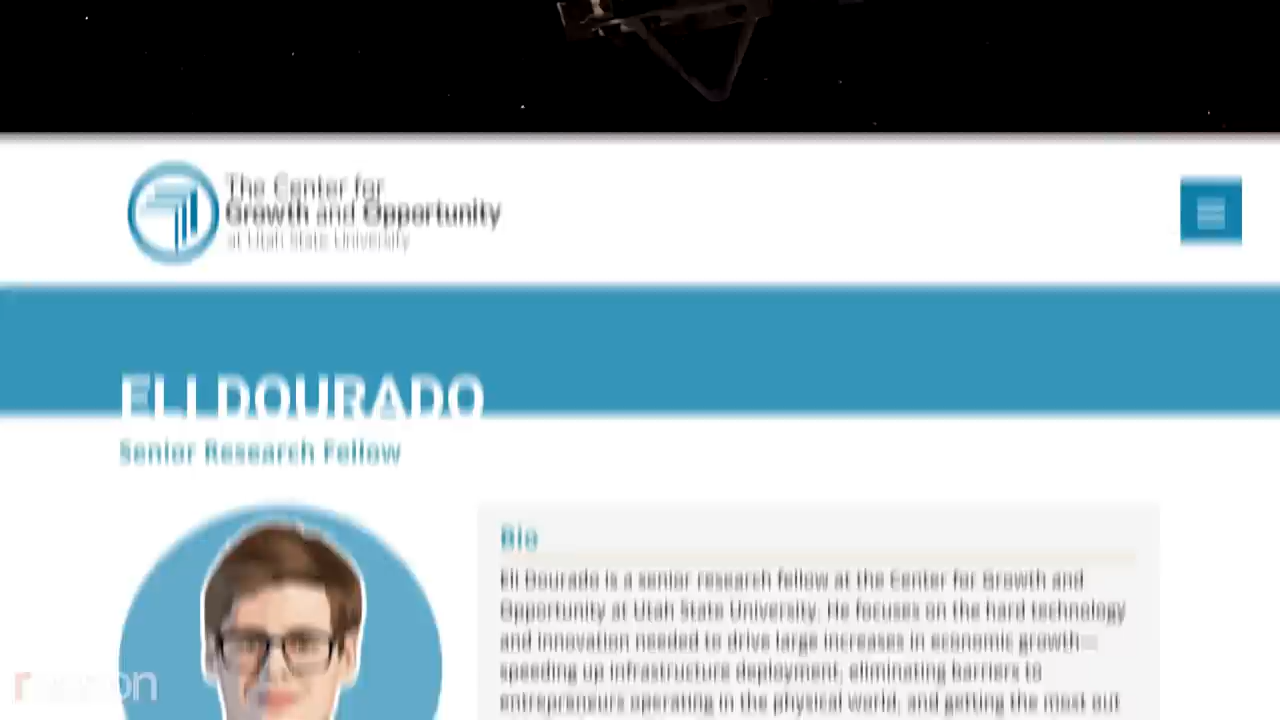 The Center for
Growth and Opportunity
at Utah State University
ELI DOURADO
Senior Research Fellow
Bio
Eli Dourado is a senior research fellow at the Center for Growth and
Opportunity at Utah State University. He focuses on the hard technology
and innovation needed to drive large increases in economic growth—
speeding up infrastructure deployment, eliminating barriers to
entrepreneurs operating in the physical world, and getting the most out